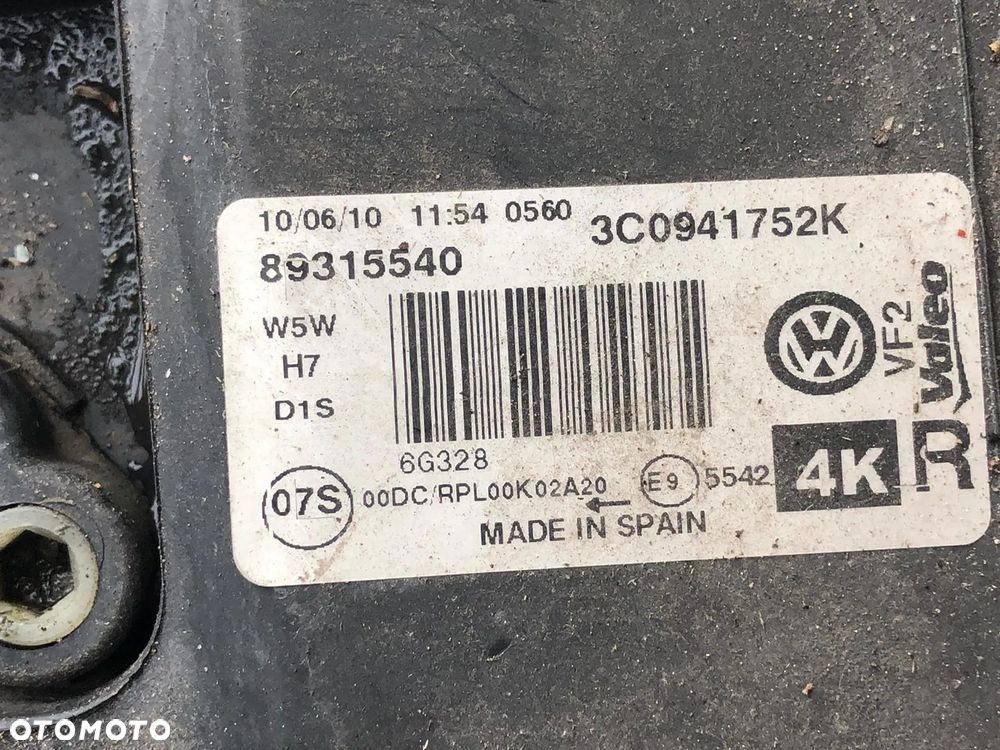 10/06/10 11:54 0560 3C0941752K
89315540
W5W
H7
D1S
VF2
Valeo
6G328
4K R
07S 00DC/RPL00K02A20 E9 5542
MADE IN SPAIN
OTOMOTO